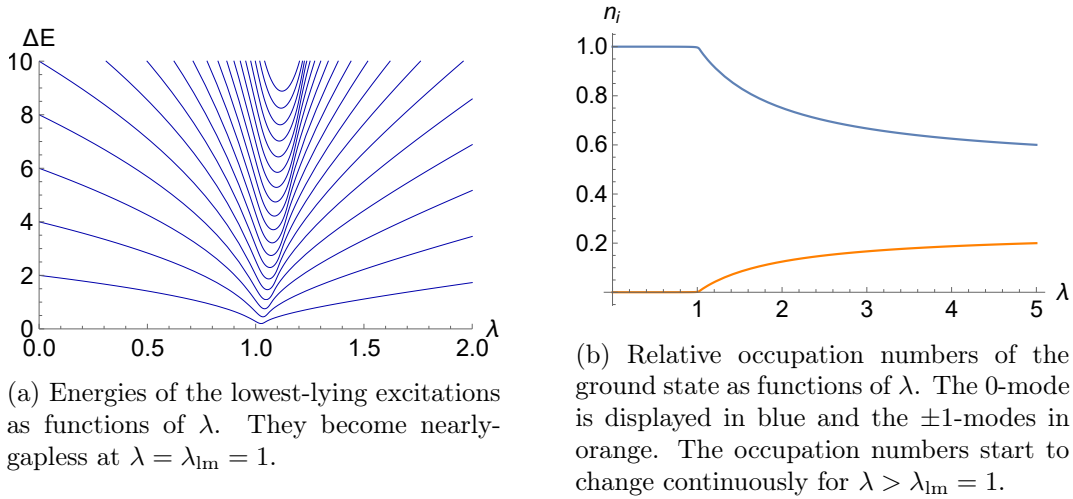 ΔE
10
8
6
4
2
0
0.0 0.5 1.0 1.5 2.0
λ
(a) Energies of the lowest-lying excitations
as functions of λ. They become nearly-
gapless at λ = λlm = 1.
ni
1.0
0.8
0.6
0.4
0.2
1 2 3 4 5
λ
(b) Relative occupation numbers of the
ground state as functions of λ. The 0-mode
is displayed in blue and the ±1-modes in
orange. The occupation numbers start to
change continuously for λ > λlm = 1.